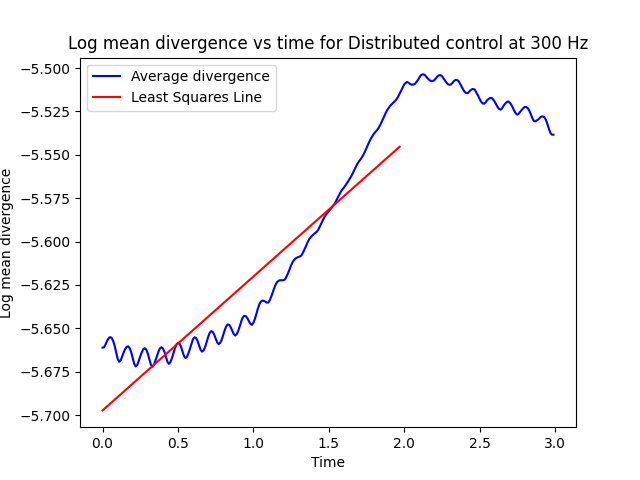 Log mean divergence vs time for Distributed control at 300 Hz
Average divergence
Least Squares Line
Log mean divergence
−5.500
−5.525
−5.550
−5.575
−5.600
−5.625
−5.650
−5.675
−5.700
0.0 0.5 1.0 1.5 2.0 2.5 3.0
Time